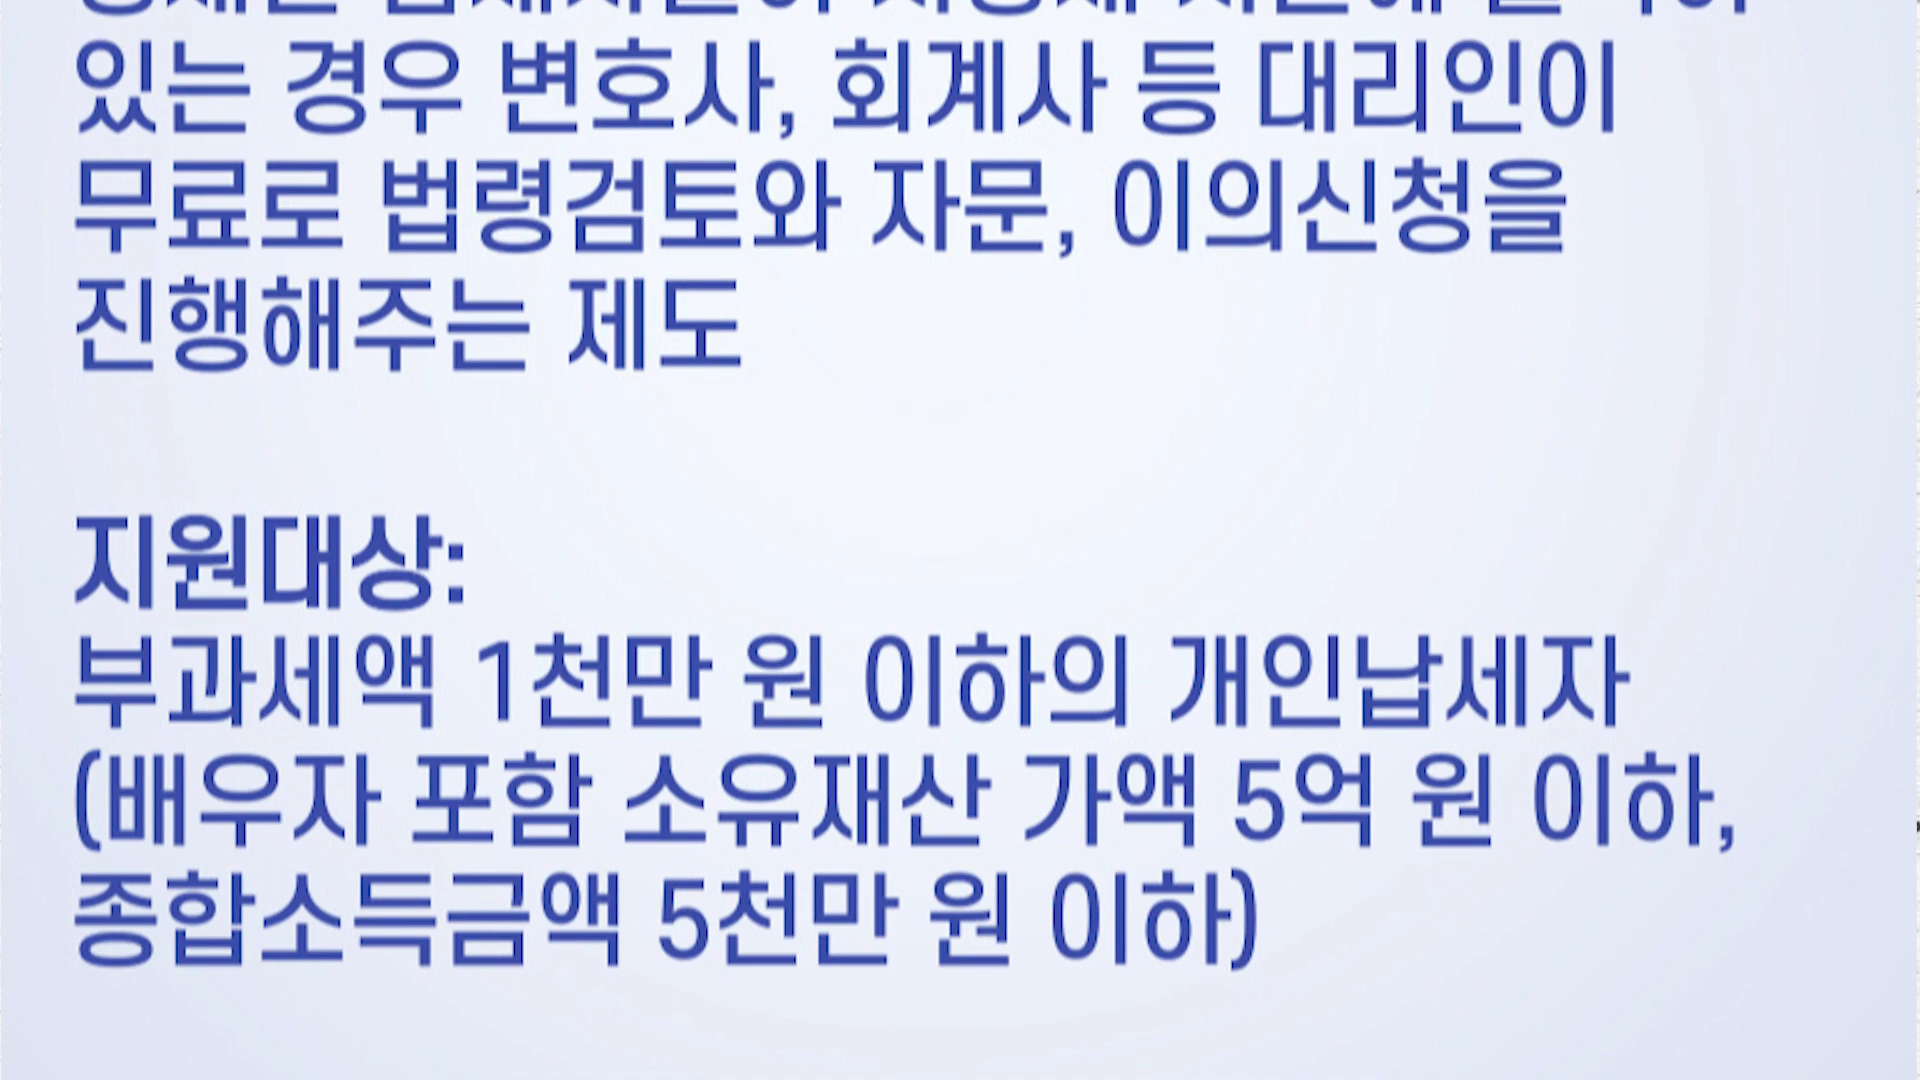 있는 경우 변호사, 회계사 등 대리인이
무료로 법령검토와 자문, 이의신청을
진행해주는 제도
지원대상:
부과세액 1천만 원 이하의 개인납세자
(배우자 포함 소유재산 가액 5억 원 이하,
종합소득금액 5천만 원 이하)